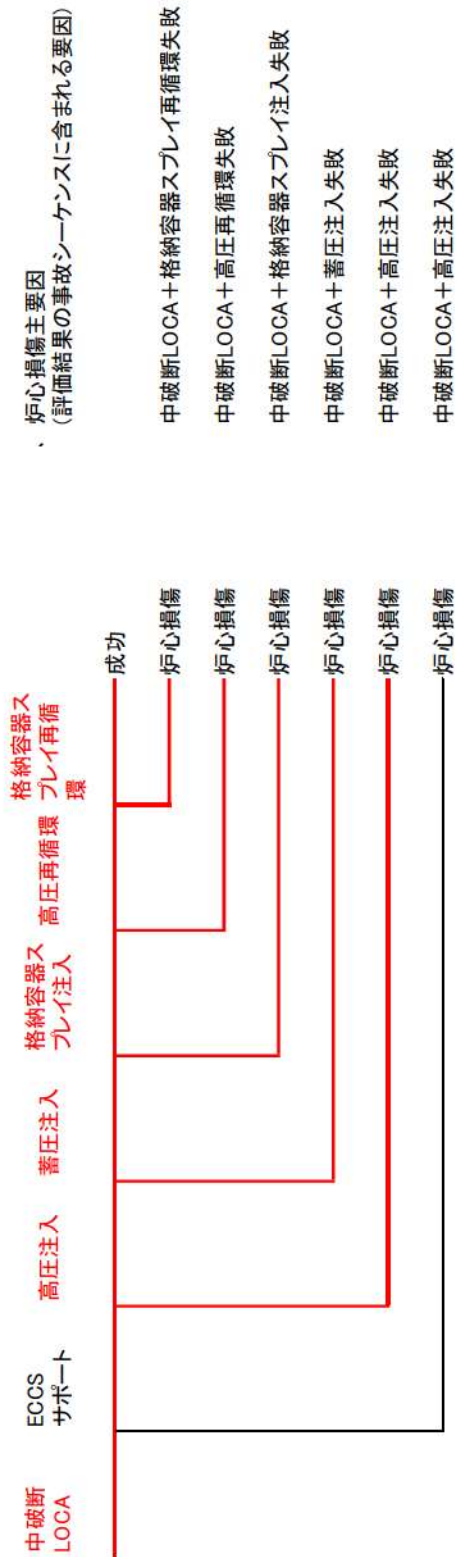 中破断
LOCA
ECCS
サポート
高圧注入
蓄圧注入
格納容器ス
プレイ注入
高圧再循環
格納容器ス
プレイ再循
環
、 炉心損傷主要因
(評価結果の事故シーケンスに含まれる要因)
成功
炉心損傷
中破断LOCA+格納容器スプレイ再循環失敗
炉心損傷
中破断LOCA+高圧再循環失敗
炉心損傷
中破断LOCA+格納容器スプレイ注入失敗
炉心損傷
中破断LOCA+蓄圧注入失敗
炉心損傷
中破断LOCA+高圧注入失敗
炉心損傷
中破断LOCA+高圧注入失敗